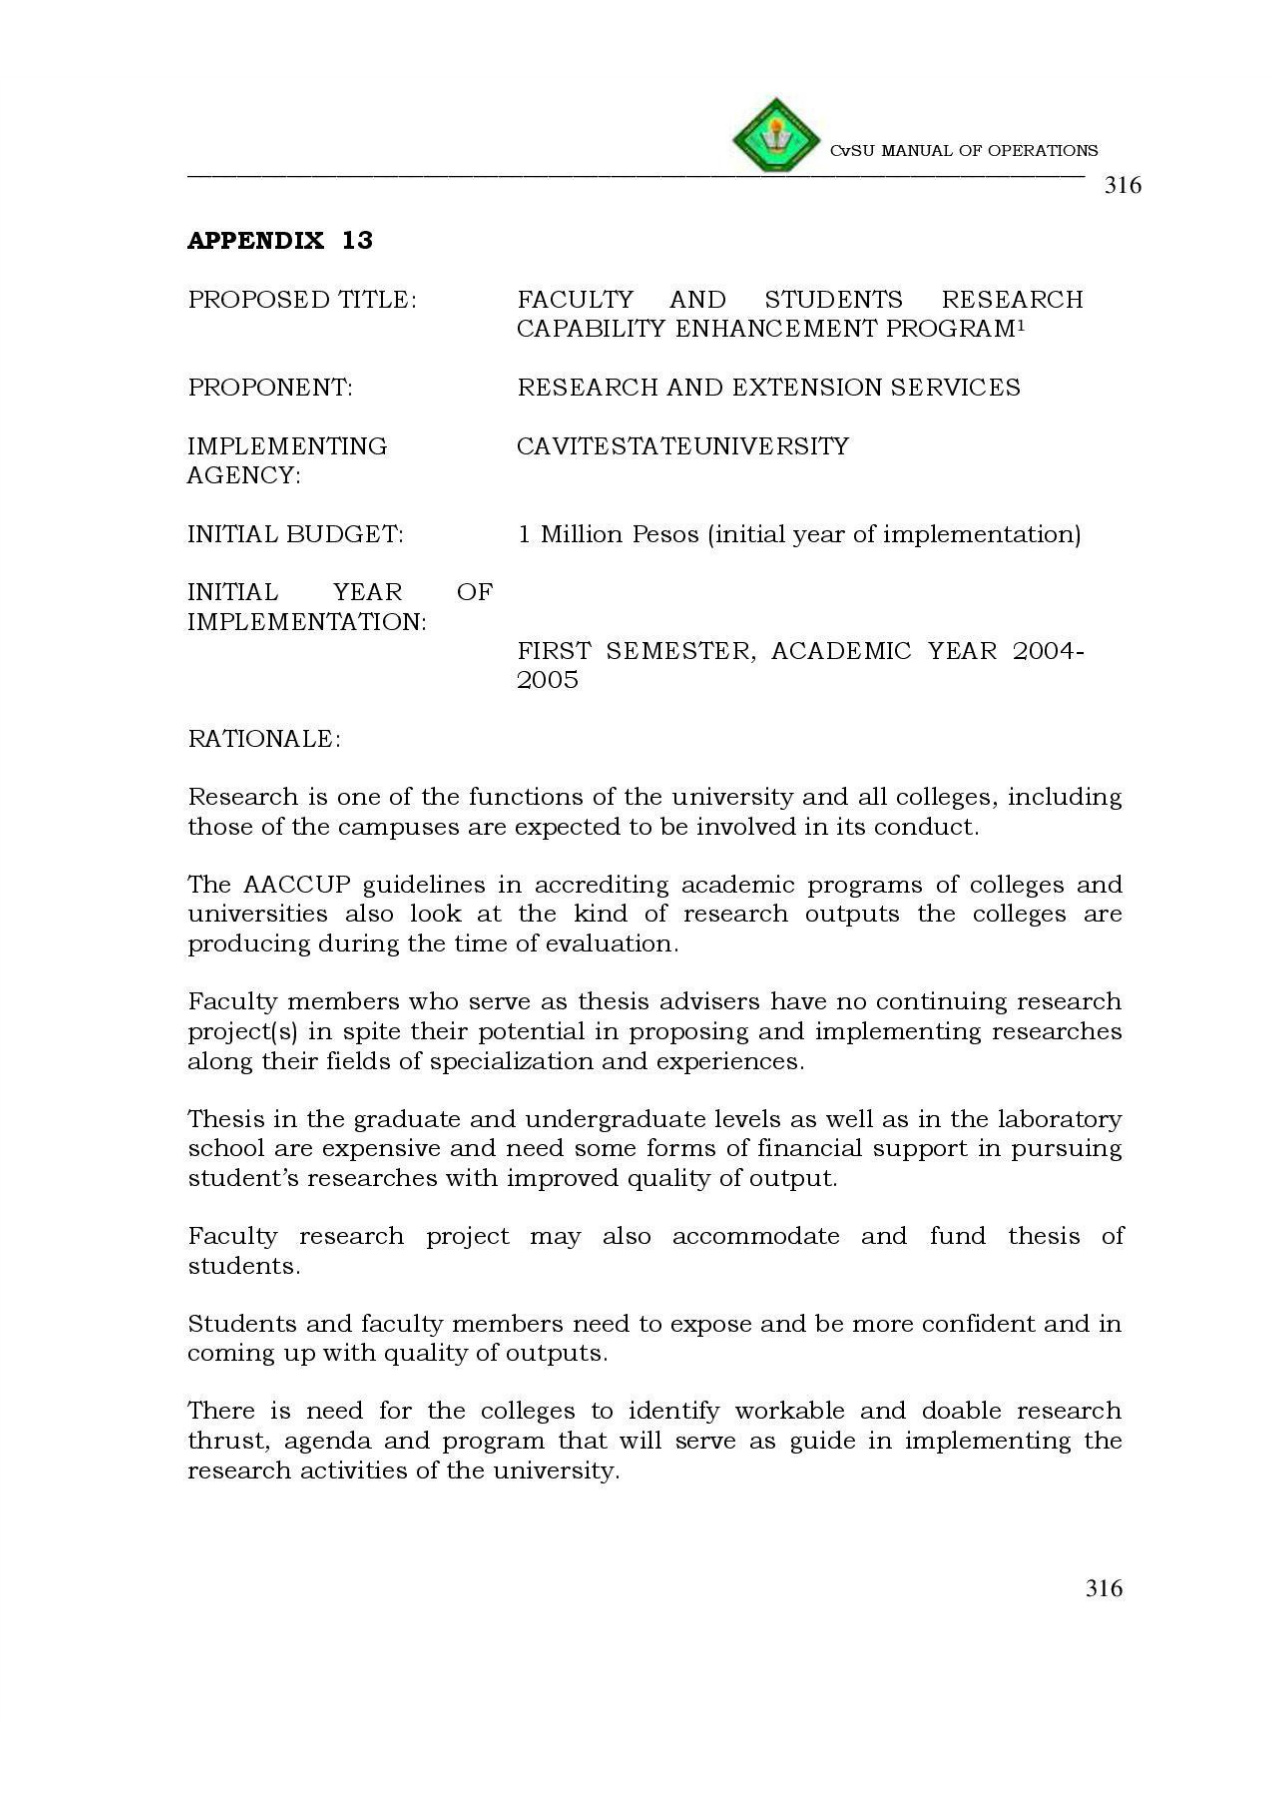 CvSU MANUAL OF OPERATIONS
316
APPENDIX 13
PROPOSED TITLE: FACULTY AND STUDENTS RESEARCH
CAPABILITY ENHANCEMENT PROGRAM¹
PROPONENT: RESEARCH AND EXTENSION SERVICES
IMPLEMENTING CAVITESTATEUNIVERSITY
AGENCY:
INITIAL BUDGET: 1 Million Pesos (initial year of implementation)
INITIAL YEAR OF
IMPLEMENTATION:
FIRST SEMESTER, ACADEMIC YEAR 2004-
2005
RATIONALE:
Research is one of the functions of the university and all colleges, including
those of the campuses are expected to be involved in its conduct.
The AACCUP guidelines in accrediting academic programs of colleges and
universities also look at the kind of research outputs the colleges are
producing during the time of evaluation.
Faculty members who serve as thesis advisers have no continuing research
project(s) in spite their potential in proposing and implementing researches
along their fields of specialization and experiences.
Thesis in the graduate and undergraduate levels as well as in the laboratory
school are expensive and need some forms of financial support in pursuing
student’s researches with improved quality of output.
Faculty research project may also accommodate and fund thesis of
students.
Students and faculty members need to expose and be more confident and in
coming up with quality of outputs.
There is need for the colleges to identify workable and doable research
thrust, agenda and program that will serve as guide in implementing the
research activities of the university.
316